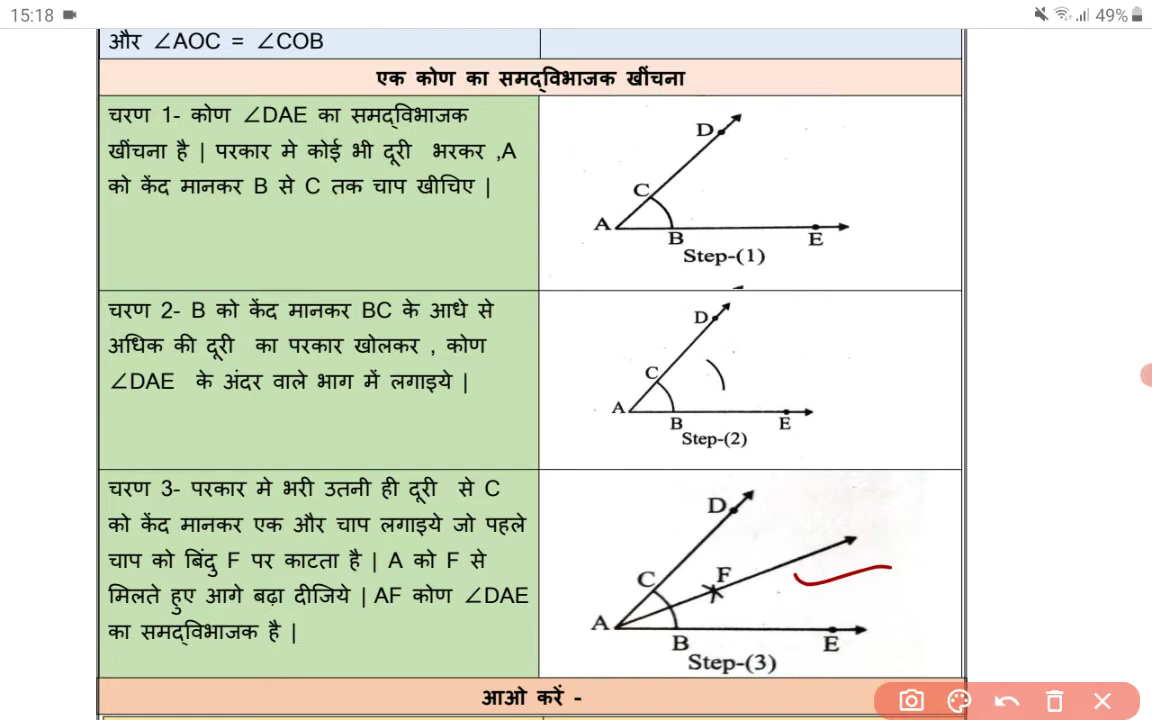 15:18
49%
और ∠AOC = ∠COB
एक कोण का समद्विभाजक खींचना
चरण 1- कोण ∠DAE का समद्विभाजक
खींचना है | परकार मे कोई भी दूरी भरकर ,A
को केंद मानकर B से C तक चाप खीचिए |
D
C
A
B
E
Step-(1)
चरण 2- B को केंद मानकर BC के आधे से
अधिक की दूरी का परकार खोलकर , कोण
∠DAE के अंदर वाले भाग में लगाइये |
D
C
A
B
E
Step-(2)
चरण 3- परकार मे भरी उतनी ही दूरी से C
को केंद मानकर एक और चाप लगाइये जो पहले
चाप को बिंदु F पर काटता है | A को F से
मिलते हुए आगे बढ़ा दीजिये | AF कोण ∠DAE
का समद्विभाजक है |
D
C
F
A
B
E
Step-(3)
आओ करें -